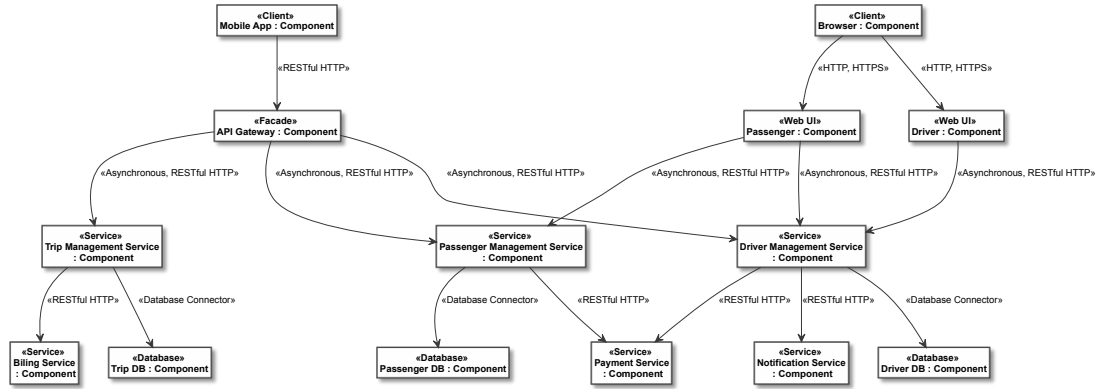 «Client»
Mobile App : Component
«Client»
Browser : Component
«RESTful HTTP»
«HTTP, HTTPS»
«HTTP, HTTPS»
«Facade»
API Gateway : Component
«Web UI»
Passenger : Component
«Web UI»
Driver : Component
«Asynchronous, RESTful HTTP»
«Asynchronous, RESTful HTTP»
«Asynchronous, RESTful HTTP»
«Asynchronous, RESTful HTTP»
«Asynchronous, RESTful HTTP»
«Asynchronous, RESTful HTTP»
«Service»
Trip Management Service
: Component
«Service»
Passenger Management Service
: Component
«Service»
Driver Management Service
: Component
«RESTful HTTP»
«Database Connector»
«Database Connector»
«RESTful HTTP»
«RESTful HTTP»
«RESTful HTTP»
«Database Connector»
«Service»
Biling Service
: Component
«Database»
Trip DB : Component
«Database»
Passenger DB : Component
«Service»
Payment Service
: Component
«Service»
Notification Service
: Component
«Database»
Driver DB : Component